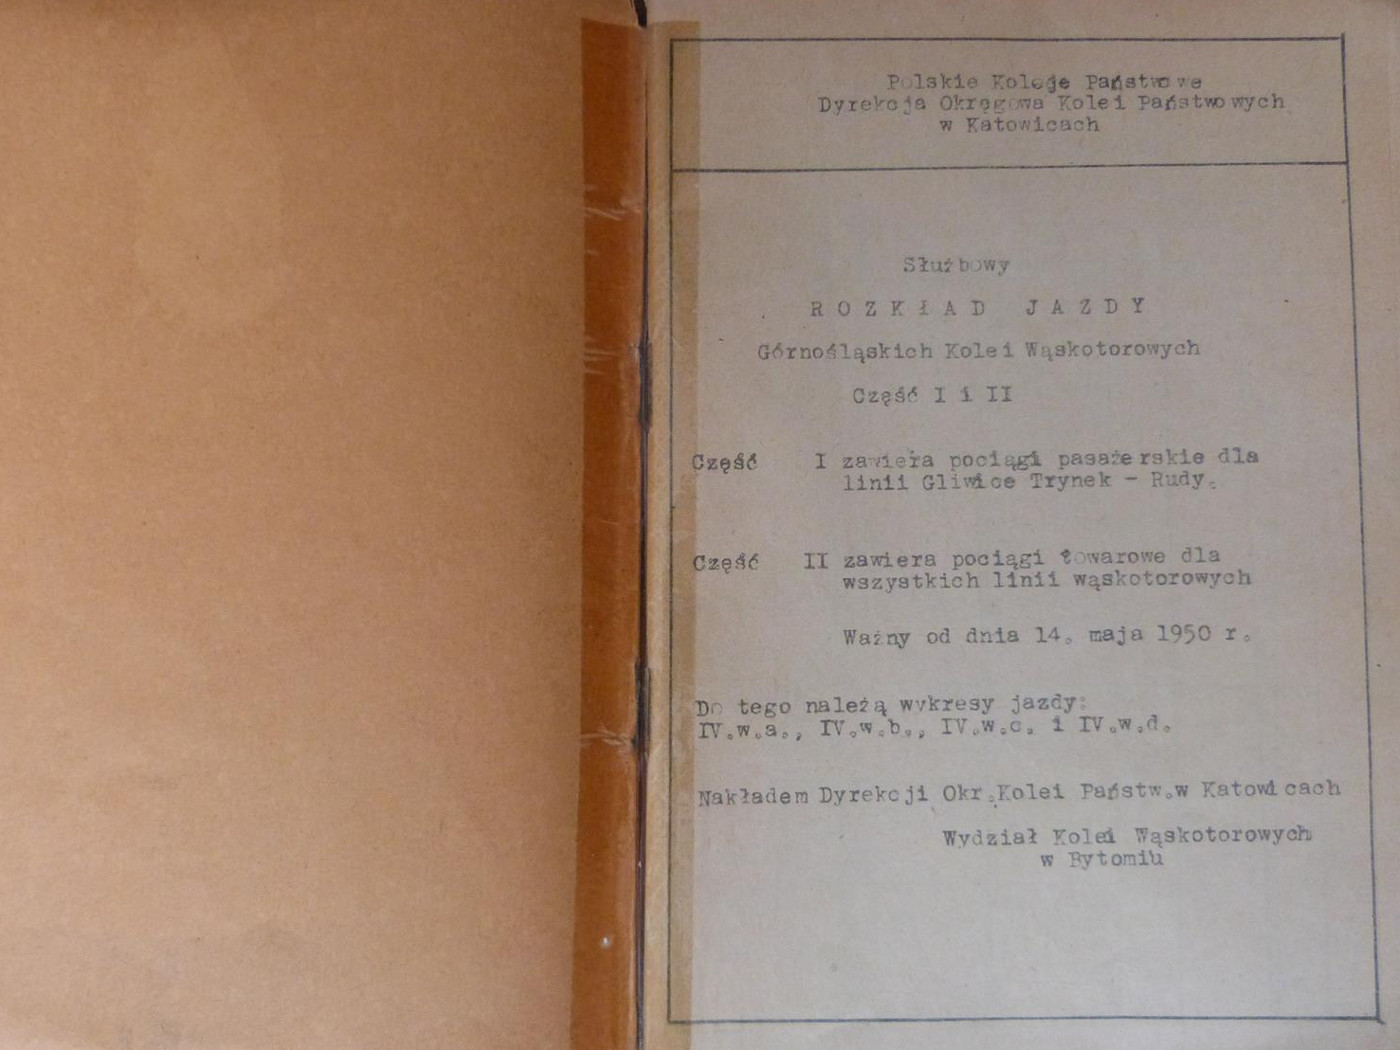 Polskie Koleje Państwowe
Dyrekcja Okręgowa Kolei Państwowych
w Katowicach
Służbowy
ROZKŁAD JAZDY
Górnośląskich Kolei Wąskotorowych
Część I i II
Część I zawiera pociągi pasażerskie dla
linii Gliwice Trynek - Rudy.
Część II zawiera pociągi towarowe dla
wszystkich linii wąskotorowych
Ważny od dnia 14. maja 1950 r.
Do tego należą wykresy jazdy:
IV.w.a., IV.w.b., IV.w.c. i IV.w.d.
Nakładem Dyrekcji Okr.Kolei Państw.w Katowicach
Wydział Kolei Wąskotorowych
w Bytomiu